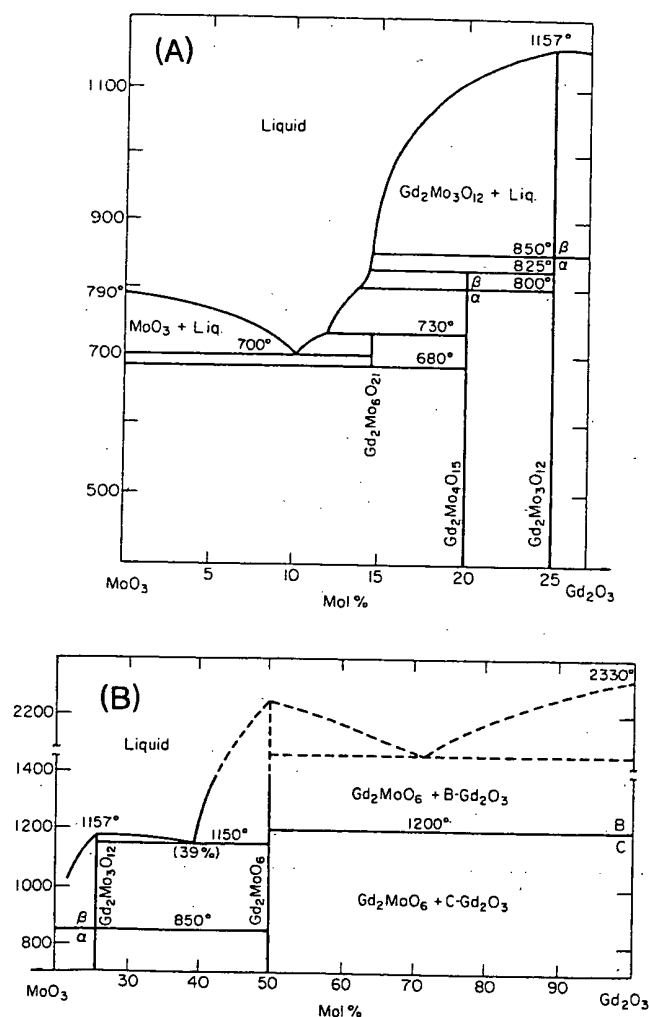 (A)
1157°
1100
Liquid
Gd₂Mo₃O₁₂ + Liq.
900
850° β
825° α
790°
β 800°
α
MoO₃ + Liq.
730°
700°
700
680°
Gd₂Mo₆O₂₁
Gd₂Mo₄O₁₅
Gd₂Mo₃O₁₂
500
MoO₃ 5 10 15 20 25 Gd₂O₃
Mol %
(B)
2330°
2200
Liquid
1400
Gd₂MoO₆ + B-Gd₂O₃
1157°
1200
1200° B
1150°
(39%)
C
Gd₂Mo₃O₁₂
Gd₂MoO₆
1000
Gd₂MoO₆ + C-Gd₂O₃
β 850°
α
800
MoO₃ 30 40 50 60 70 80 90 Gd₂O₃
Mol %